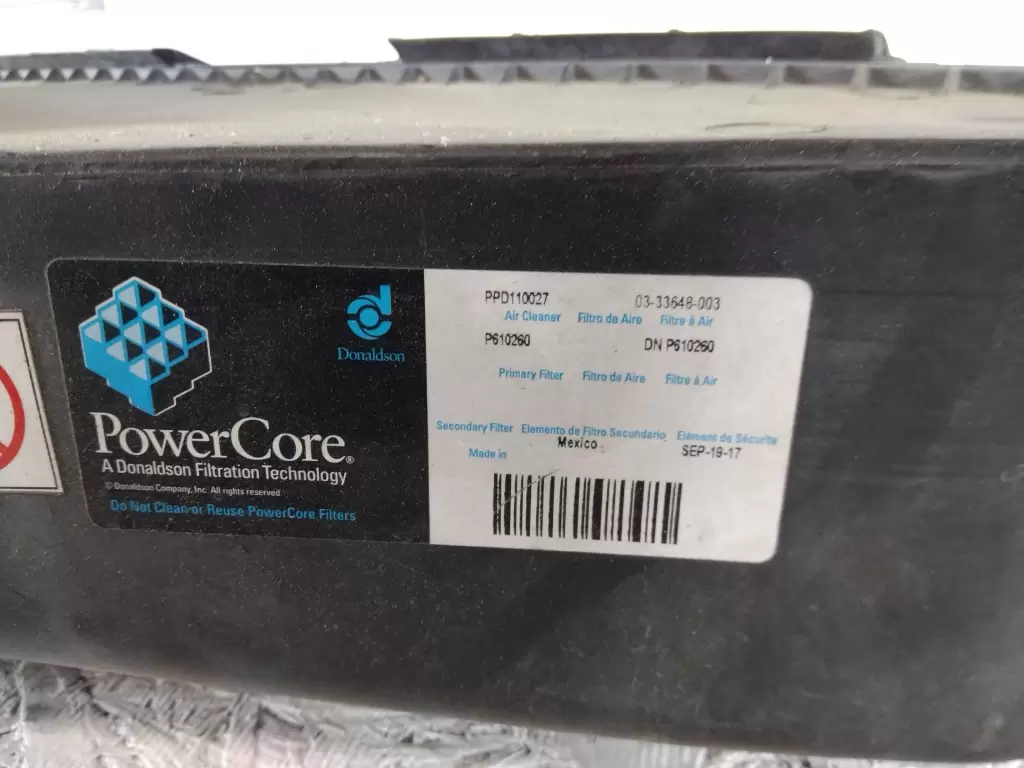 Donaldson
PowerCore®
A Donaldson Filtration Technology
© Donaldson Company, Inc. All rights reserved
Do Not Clean or Reuse PowerCore Filters
PPD110027 03-33648-003
Air Cleaner Filtro de Aire Filtre à Air
P610260 DN P610260
Primary Filter Filtro de Aire Filtre à Air
Secondary Filter Elemento de Filtro Secundario Elément de Sécurite
Mexico SEP-19-17
Made in